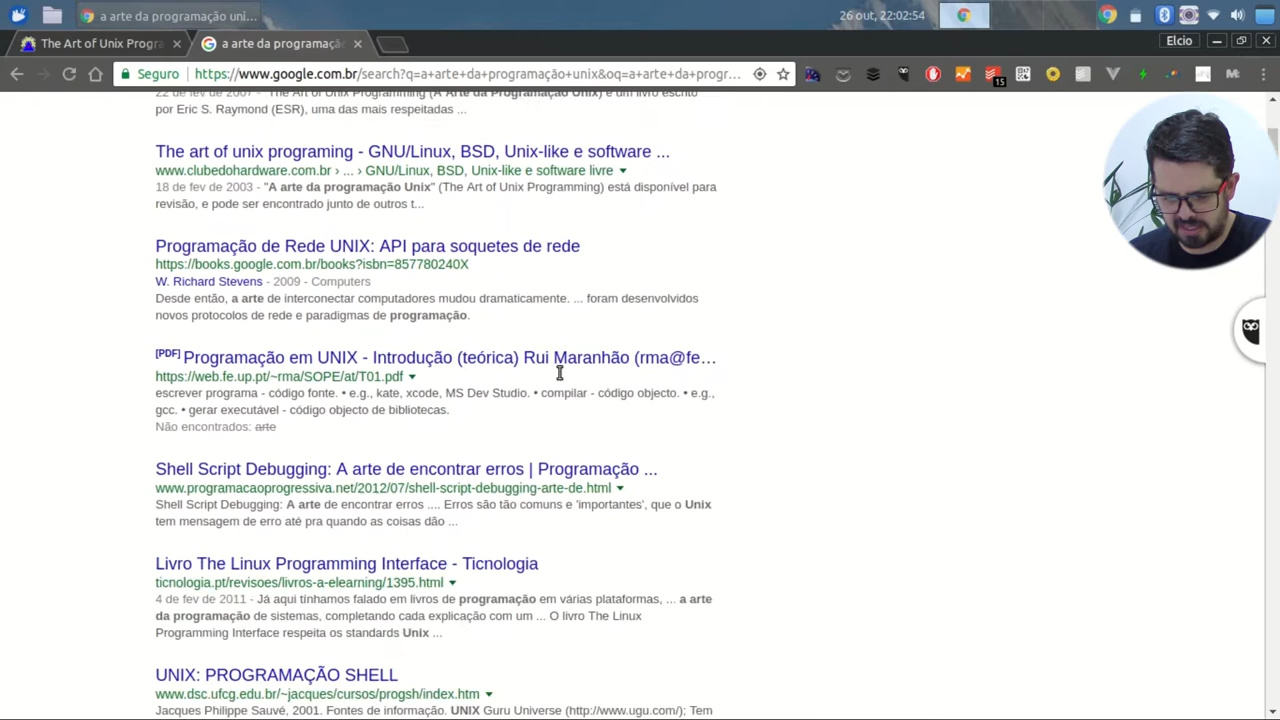 a arte da programação uni...
26 out, 22:02:54
The Art of Unix Progra
a arte da programaçã
Elcio
Seguro
https://www.google.com.br/search?q=a+arte+da+programação+unix&oq=a+arte+da+progr...
15
22 de fev de 2007 - "The Art of Unix Programming (A Arte da Programação Unix) é um livro escrito
por Eric S. Raymond (ESR), uma das mais respeitadas ...
The art of unix programing - GNU/Linux, BSD, Unix-like e software ...
www.clubedohardware.com.br › ... › GNU/Linux, BSD, Unix-like e software livre
18 de fev de 2003 - "A arte da programação Unix" (The Art of Unix Programming) está disponível para
revisão, e pode ser encontrado junto de outros t...
Programação de Rede UNIX: API para soquetes de rede
https://books.google.com.br/books?isbn=857780240X
W. Richard Stevens - 2009 - Computers
Desde então, a arte de interconectar computadores mudou dramaticamente. ... foram desenvolvidos
novos protocolos de rede e paradigmas de programação.
[PDF] Programação em UNIX - Introdução (teórica) Rui Maranhão (rma@fe...
https://web.fe.up.pt/~rma/SOPE/at/T01.pdf
escrever programa - código fonte. • e.g., kate, xcode, MS Dev Studio. • compilar - código objecto. • e.g.,
gcc. • gerar executável - código objecto de bibliotecas.
Não encontrados: arte
Shell Script Debugging: A arte de encontrar erros | Programação ...
www.programacaoprogressiva.net/2012/07/shell-script-debugging-arte-de.html
Shell Script Debugging: A arte de encontrar erros .... Erros são tão comuns e 'importantes', que o Unix
tem mensagem de erro até pra quando as coisas dão ...
Livro The Linux Programming Interface - Ticnologia
ticnologia.pt/revisoes/livros-a-elearning/1395.html
4 de fev de 2011 - Já aqui tínhamos falado em livros de programação em várias plataformas, ... a arte
da programação de sistemas, completando cada explicação com um ... O livro The Linux
Programming Interface respeita os standards Unix ...
UNIX: PROGRAMAÇÃO SHELL
www.dsc.ufcg.edu.br/~jacques/cursos/progsh/index.htm
Jacques Philippe Sauvé, 2001. Fontes de informação. UNIX Guru Universe (http://www.ugu.com/); Tem